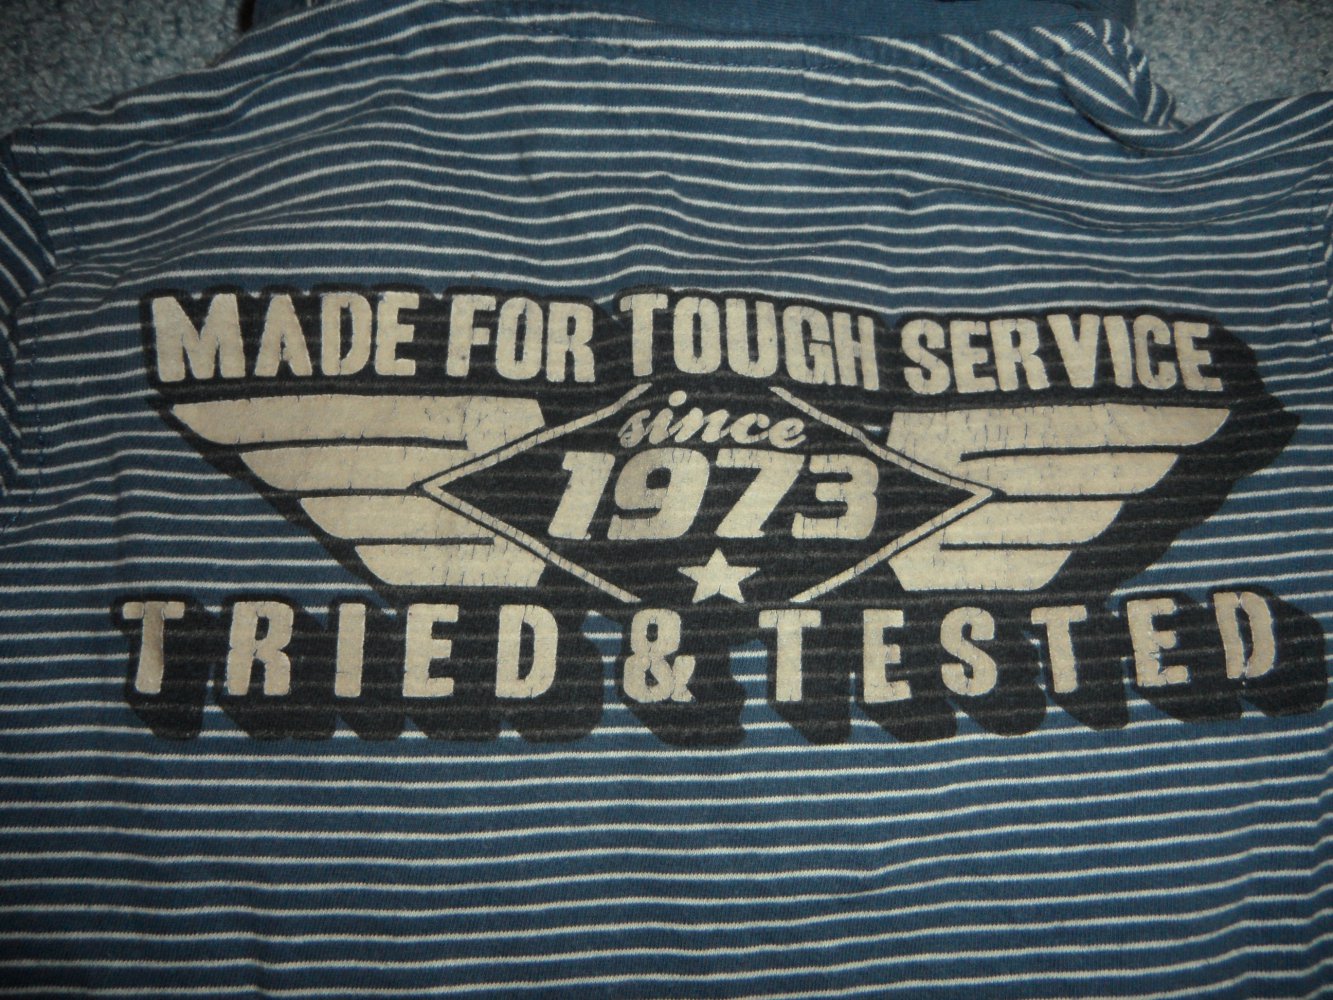 MADE FOR TOUGH SERVICE
since
1973
TRIED & TESTED